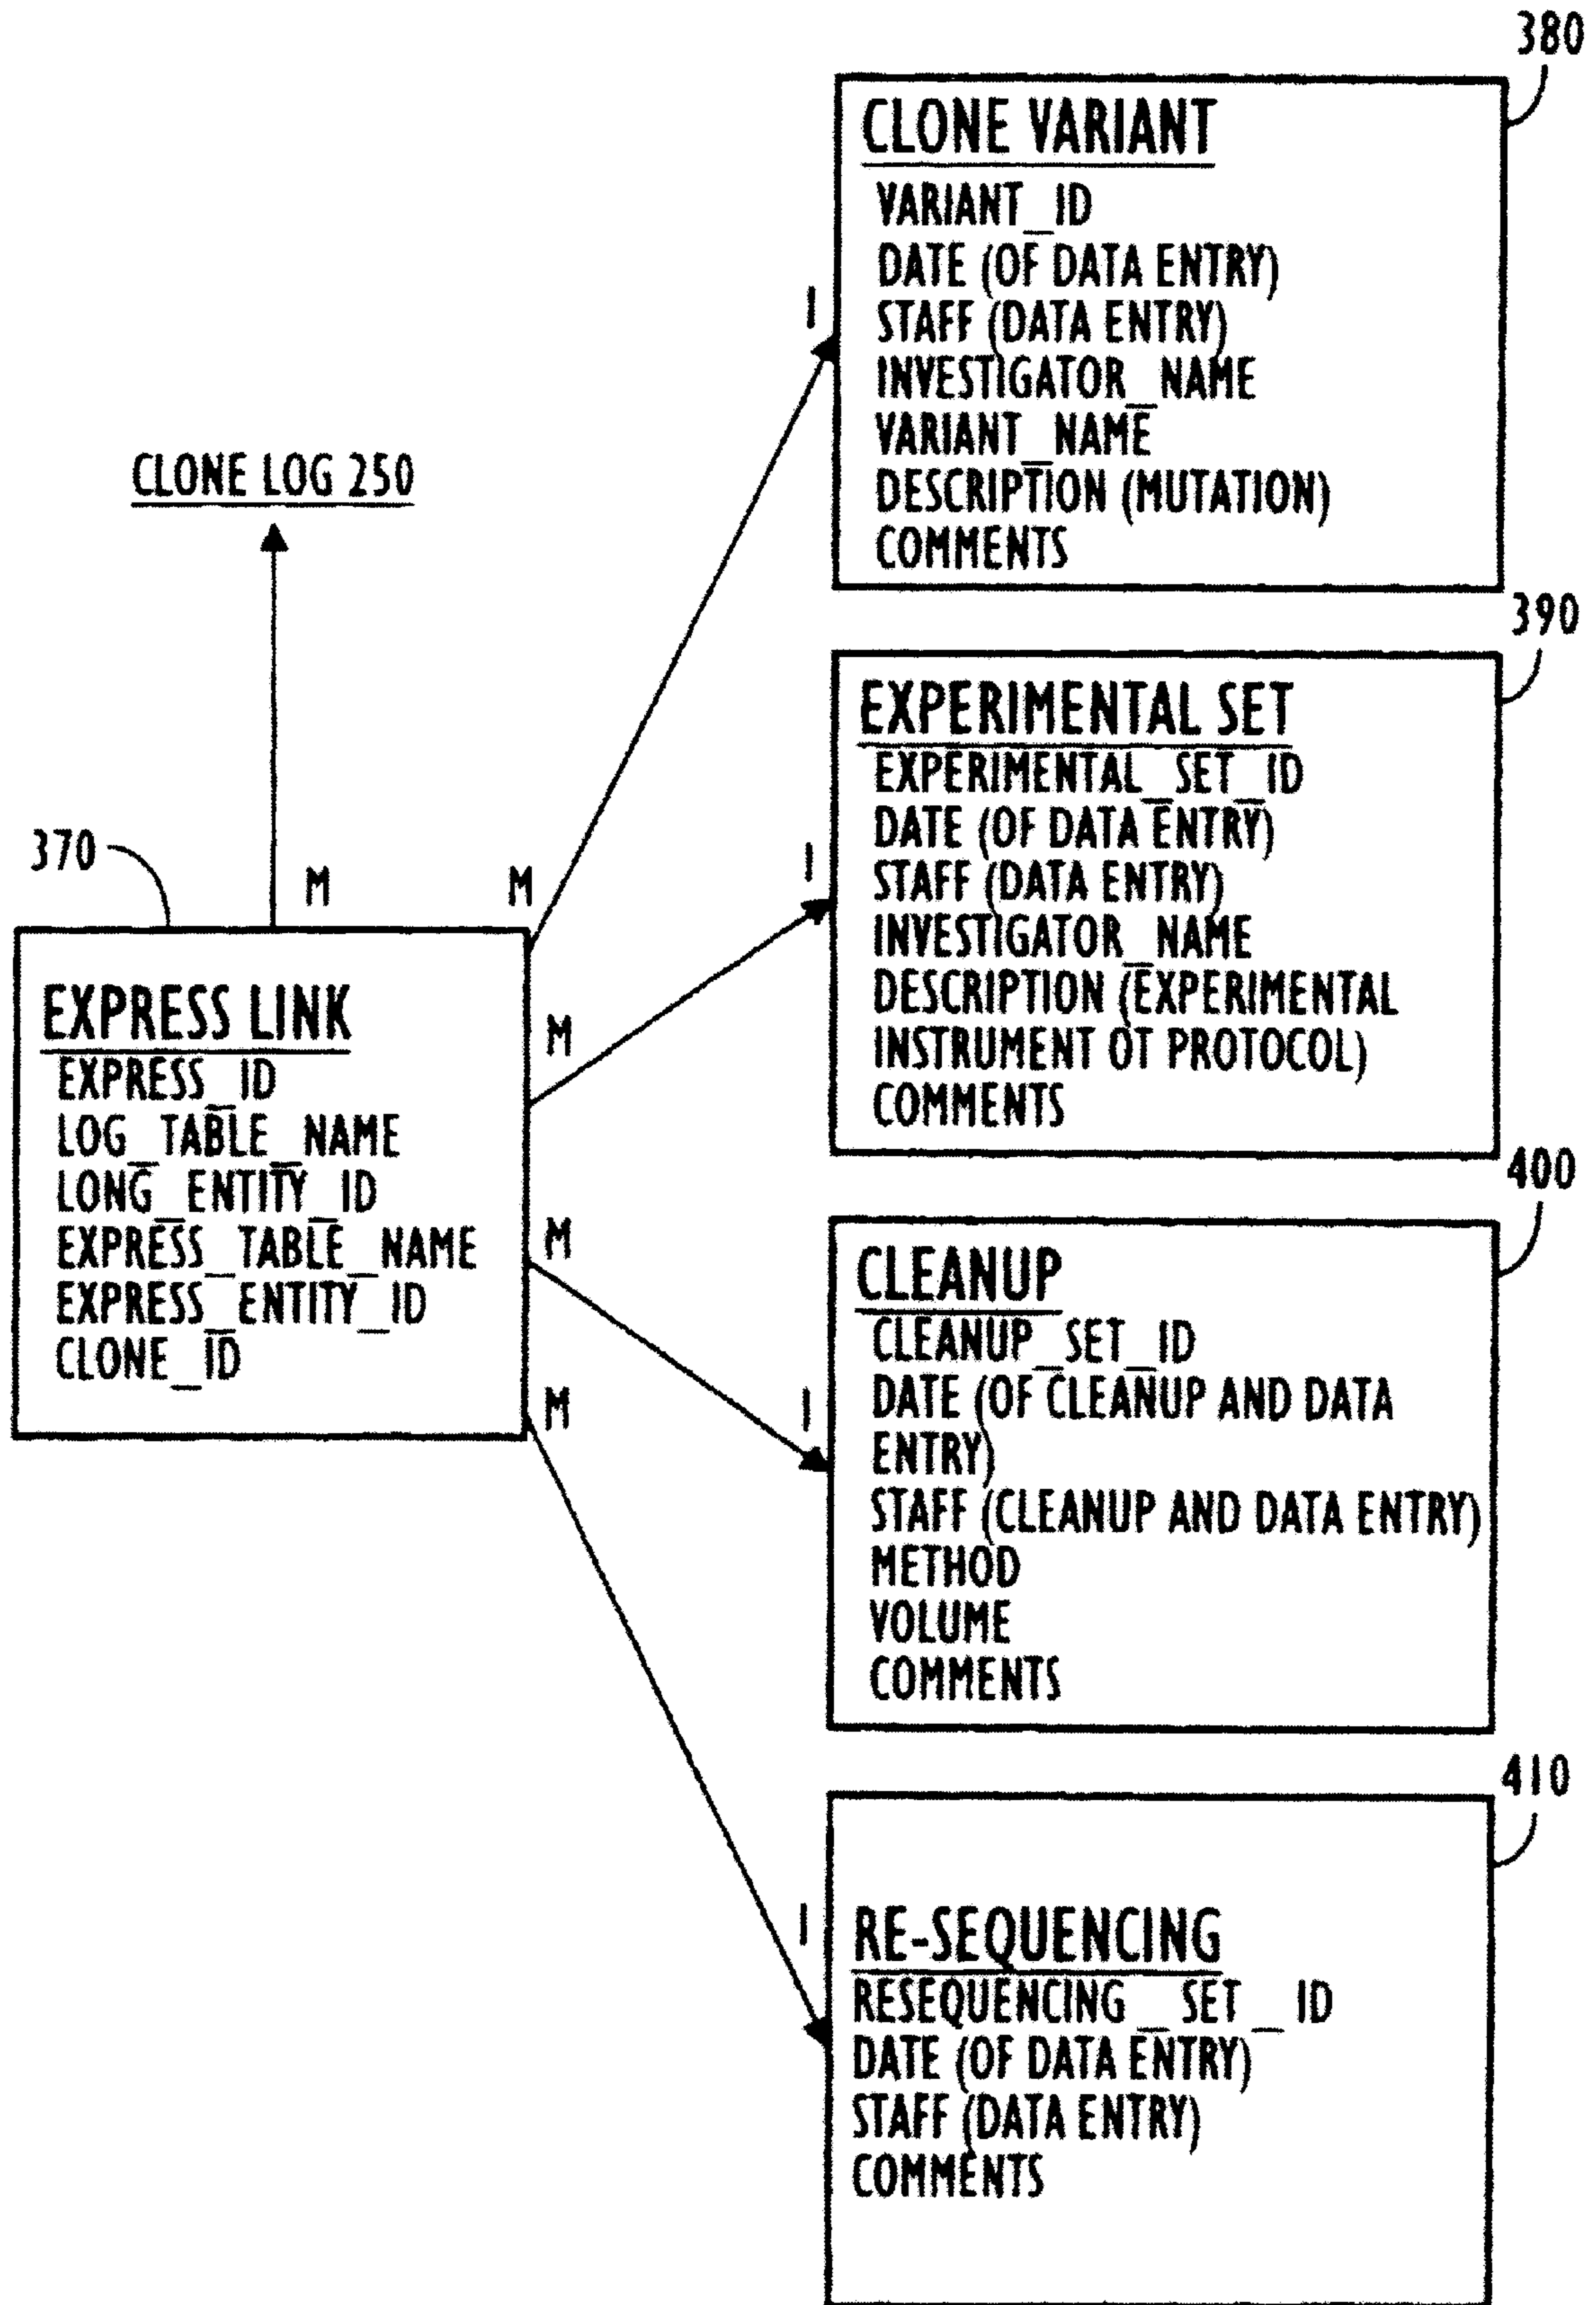 380
CLONE VARIANT
VARIANT_ID
DATE (OF DATA ENTRY)
STAFF (DATA ENTRY)
INVESTIGATOR_NAME
VARIANT_NAME
DESCRIPTION (MUTATION)
COMMENTS
1
CLONE LOG 250
390
EXPERIMENTAL SET
EXPERIMENTAL_SET_ID
DATE (OF DATA ENTRY)
STAFF (DATA ENTRY)
INVESTIGATOR_NAME
DESCRIPTION (EXPERIMENTAL
INSTRUMENT OT PROTOCOL)
COMMENTS
1
370
M
M
M
M
M
EXPRESS LINK
EXPRESS_ID
LOG_TABLE_NAME
LONG_ENTITY_ID
EXPRESS_TABLE_NAME
EXPRESS_ENTITY_ID
CLONE_ID
400
CLEANUP
CLEANUP_SET_ID
DATE (OF CLEANUP AND DATA
ENTRY)
STAFF (CLEANUP AND DATA ENTRY)
METHOD
VOLUME
COMMENTS
1
410
RE-SEQUENCING
RESEQUENCING_SET_ID
DATE (OF DATA ENTRY)
STAFF (DATA ENTRY)
COMMENTS
1